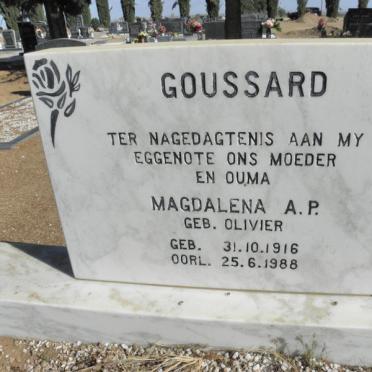 GOUSSARD
TER NAGEDAGTENIS AAN MY
EGGENOTE ONS MOEDER
EN OUMA
MAGDALENA A.P.
GEB. OLIVIER
GEB. 31.10.1916
OORL. 25.6.1988